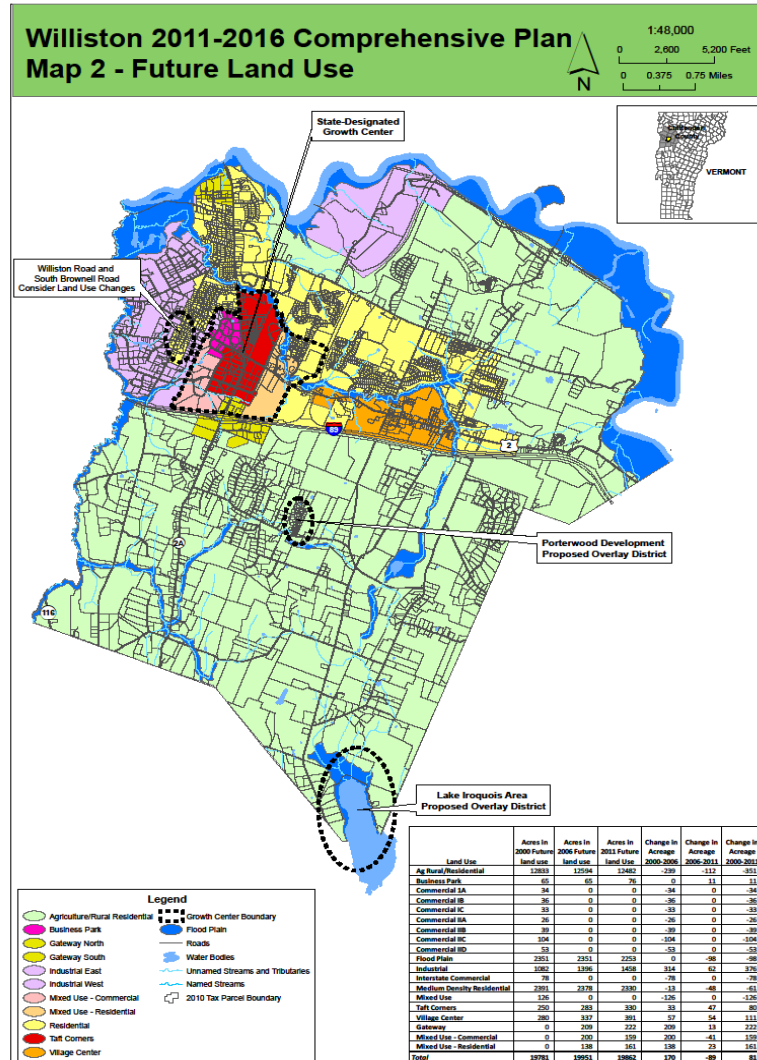 Williston 2011-2016 Comprehensive Plan
Map 2 - Future Land Use
N
1:48,000
0 2,600 5,200 Feet
0 0.375 0.75 Miles
State-Designated
Growth Center
Chittenden
County
VERMONT
Williston Road and
South Brownell Road
Consider Land Use Changes
89
2
2A
116
Porterwood Development
Proposed Overlay District
Lake Iroquois Area
Proposed Overlay District
Legend
Agriculture/Rural Residential
Business Park
Gateway North
Gateway South
Industrial East
Industrial West
Mixed Use - Commercial
Mixed Use - Residential
Residential
Taft Corners
Village Center
Growth Center Boundary
Flood Plain
Roads
Water Bodies
Unnamed Streams and Tributaries
Named Streams
2010 Tax Parcel Boundary
Land Use | Acres in 2000 Future land use | Acres in 2006 Future land use | Acres in 2011 Future land Use | Change in Acreage 2000-2006 | Change in Acreage 2006-2011 | Change in Acreage 2000-2011
Ag Rural/Residential 12833 12594 12482 -239 -112 -351
Business Park 65 65 76 0 11 11
Commercial 1A 34 0 0 -34 0 -34
Commercial IB 36 0 0 -36 0 -36
Commercial IC 33 0 0 -33 0 -33
Commercial IIA 26 0 0 -26 0 -26
Commercial IIB 39 0 0 -39 0 -39
Commercial IIC 104 0 0 -104 0 -104
Commercial IID 53 0 0 -53 0 -53
Flood Plain 2351 2351 2253 0 -98 -98
Industrial 1082 1396 1458 314 62 376
Interstate Commercial 78 0 0 -78 0 -78
Medium Density Residential 2391 2378 2330 -13 -48 -61
Mixed Use 126 0 0 -126 0 -126
Taft Corners 250 283 330 33 47 80
Village Center 280 337 391 57 54 111
Gateway 0 209 222 209 13 222
Mixed Use - Commercial 0 200 159 200 -41 159
Mixed Use - Residential 0 138 161 138 23 161
Total 19781 19951 19862 170 -89 81